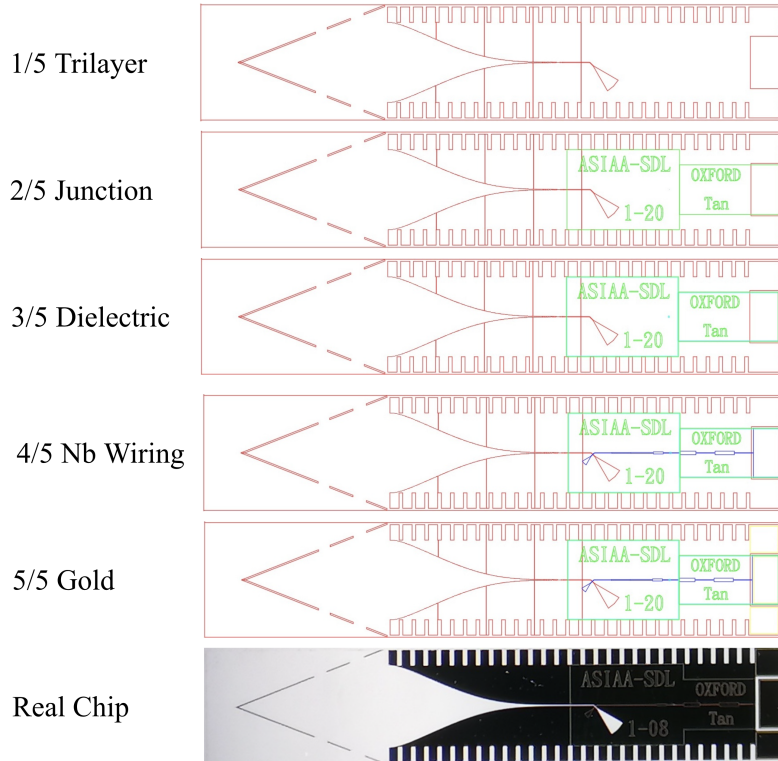 1/5 Trilayer
2/5 Junction
ASIAA-SDL
OXFORD
Tan
1-20
3/5 Dielectric
ASIAA-SDL
OXFORD
Tan
1-20
4/5 Nb Wiring
ASIAA-SDL
OXFORD
Tan
1-20
5/5 Gold
ASIAA-SDL
OXFORD
Tan
1-20
Real Chip
ASIAA-SDL
OXFORD
Tan
1-08